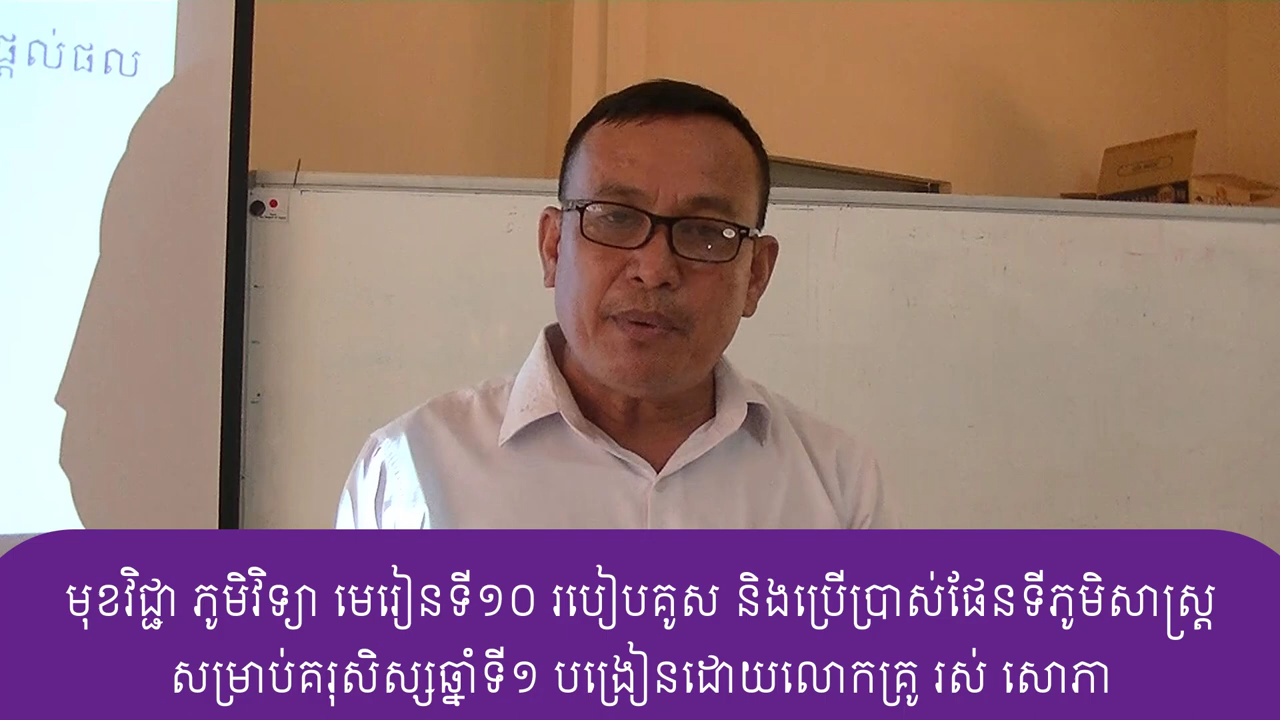 ផ្តល់ផល
មុខវិជ្ជា ភូមិវិទ្យា មេរៀនទី១០ របៀបគូស និងប្រើប្រាស់ផែនទីភូមិសាស្ត្រ
សម្រាប់គរុសិស្សឆ្នាំទី១ បង្រៀនដោយលោកគ្រូ រស់ សោភា